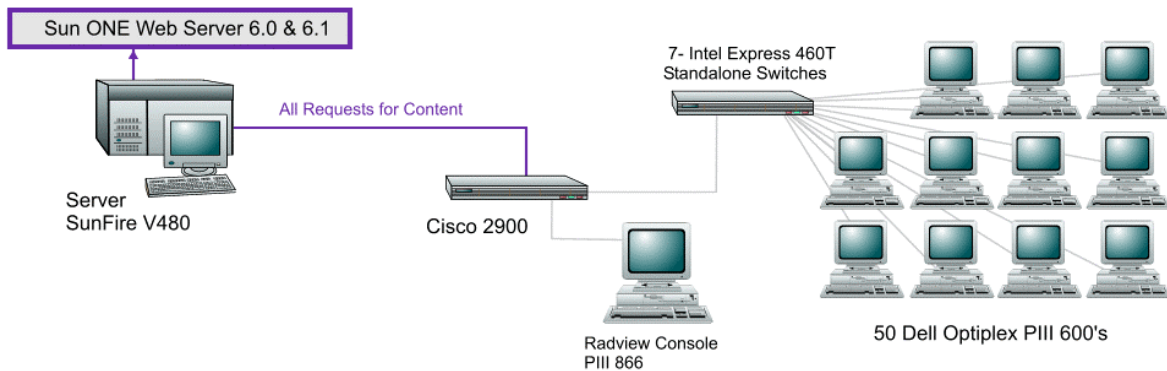 Sun ONE Web Server 6.0 & 6.1
All Requests for Content
Server
SunFire V480
Cisco 2900
7- Intel Express 460T
Standalone Switches
Radview Console
PIII 866
50 Dell Optiplex PIII 600's